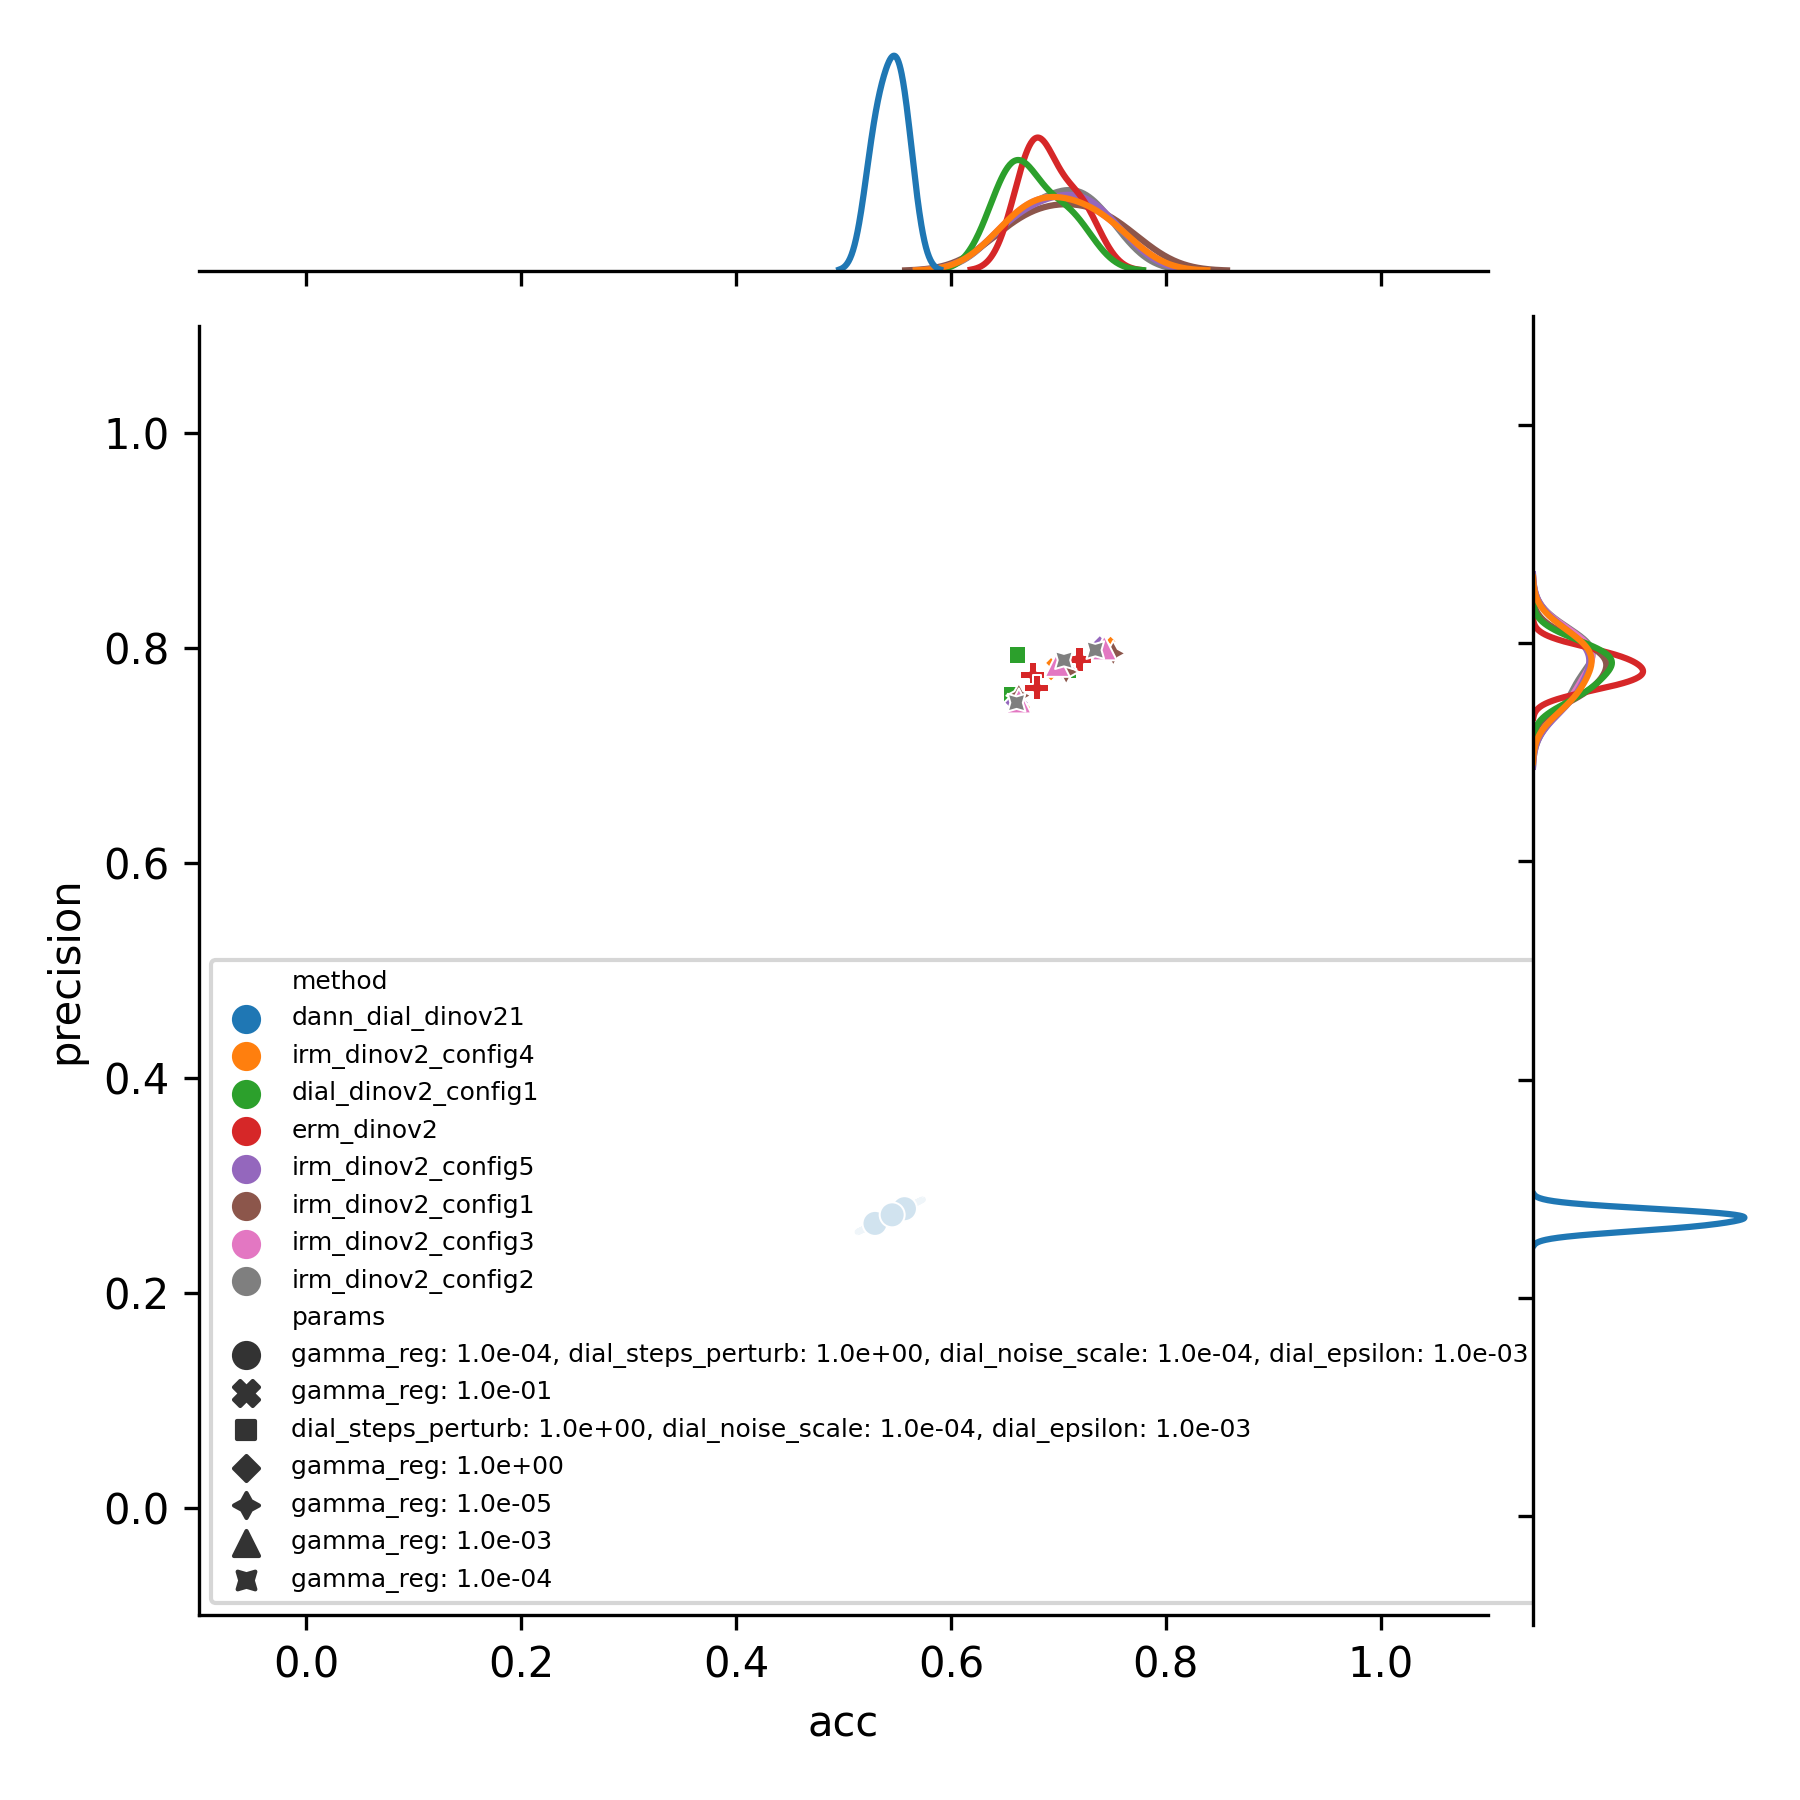 1.0
0.8
0.6
0.4
0.2
0.0
precision
method
dann_dial_dinov21
irm_dinov2_config4
dial_dinov2_config1
erm_dinov2
irm_dinov2_config5
irm_dinov2_config1
irm_dinov2_config3
irm_dinov2_config2
params
gamma_reg: 1.0e-04, dial_steps_perturb: 1.0e+00, dial_noise_scale: 1.0e-04, dial_epsilon: 1.0e-03
gamma_reg: 1.0e-01
dial_steps_perturb: 1.0e+00, dial_noise_scale: 1.0e-04, dial_epsilon: 1.0e-03
gamma_reg: 1.0e+00
gamma_reg: 1.0e-05
gamma_reg: 1.0e-03
gamma_reg: 1.0e-04
0.0 0.2 0.4 0.6 0.8 1.0
acc